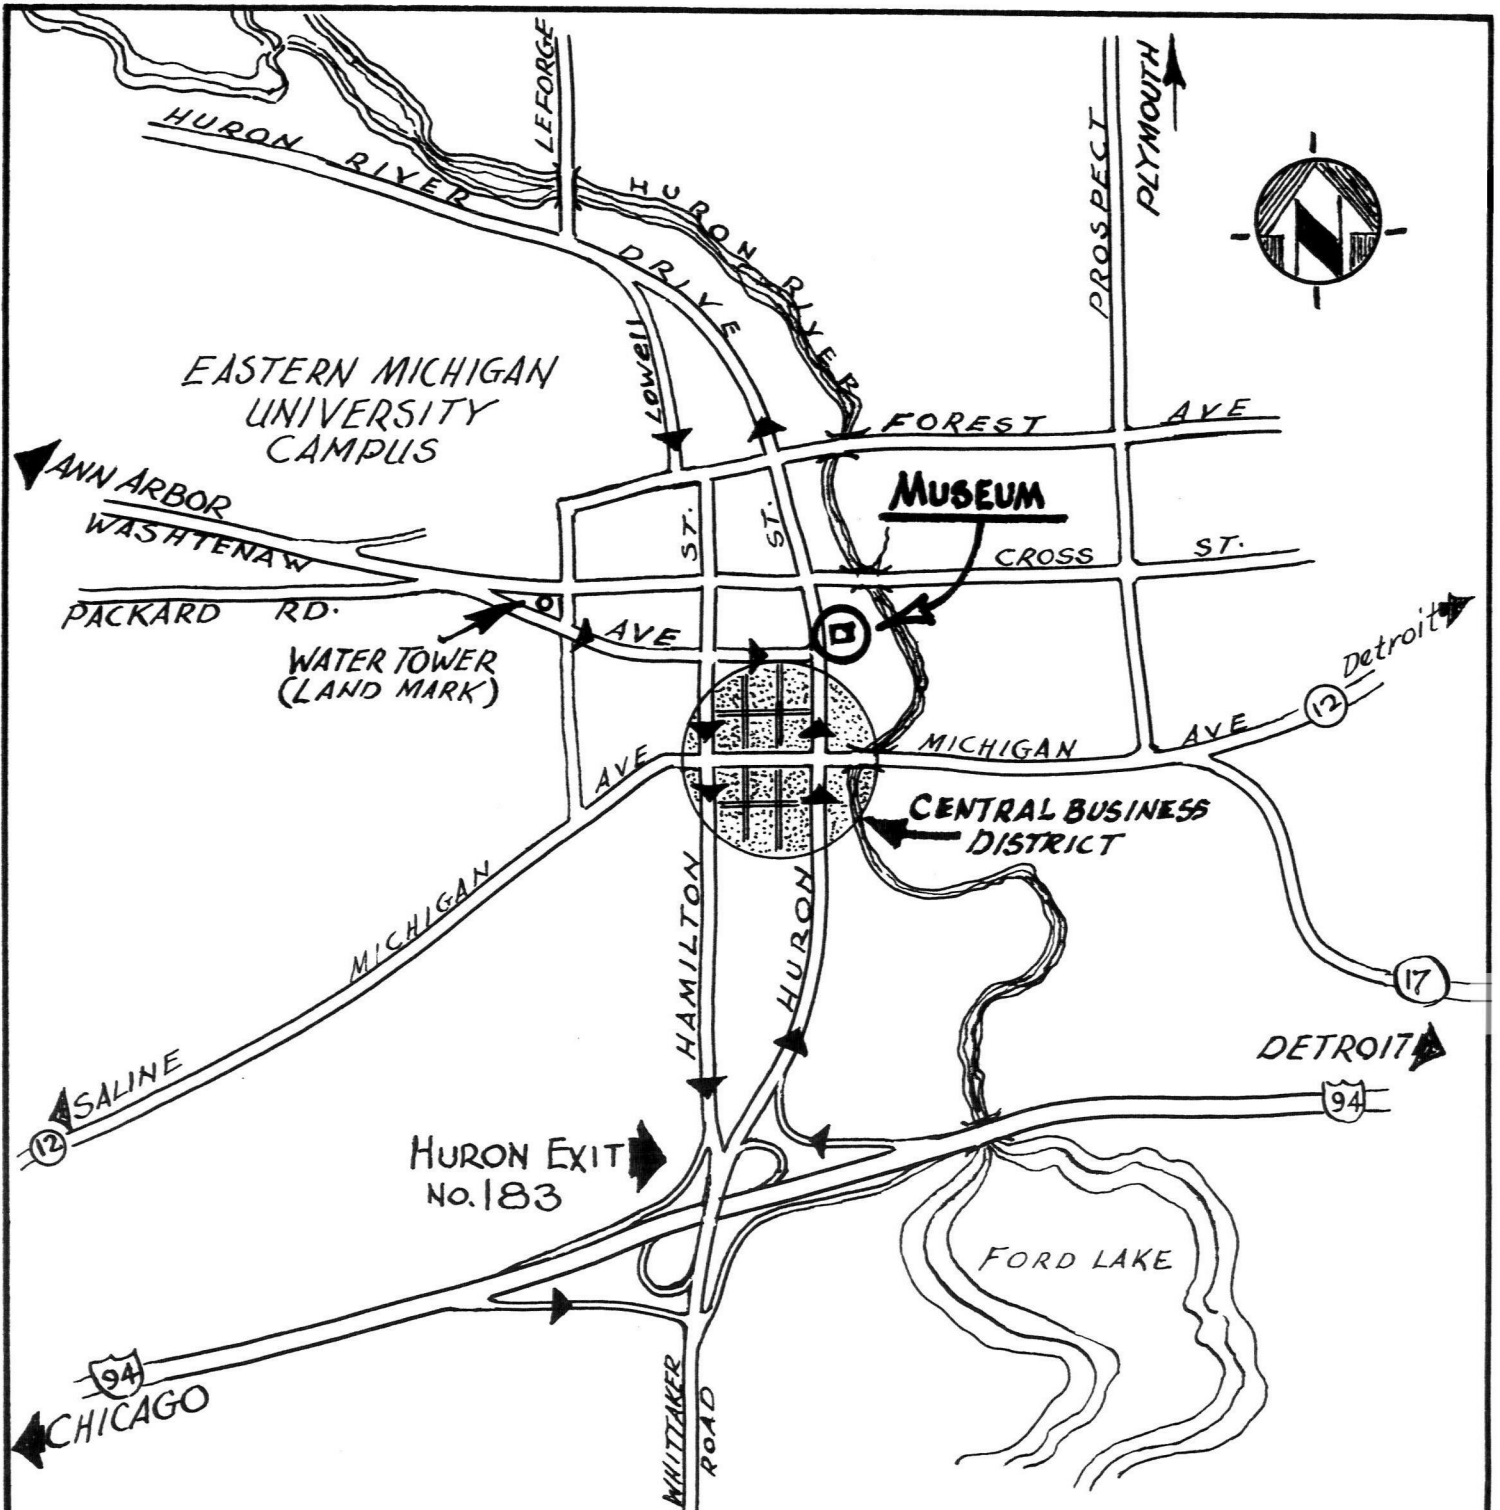 LEFORGE
PLYMOUTH
PROSPECT
HURON RIVER DRIVE
HURON RIVER
N
LOWEll
EASTERN MICHIGAN
UNIVERSITY
CAMPUS
FOREST AVE
ANN ARBOR
WASHTENAW AVE
MUSEUM
ST.
ST.
CROSS ST.
PACKARD RD.
WATER TOWER
(LAND MARK)
Detroit
12
MICHIGAN AVE
MICHIGAN AVE
CENTRAL BUSINESS
DISTRICT
HAMILTON
HURON
17
DETROIT
94
SALINE
12
HURON EXIT
NO. 183
FORD LAKE
94
CHICAGO
WHITTAKER
ROAD